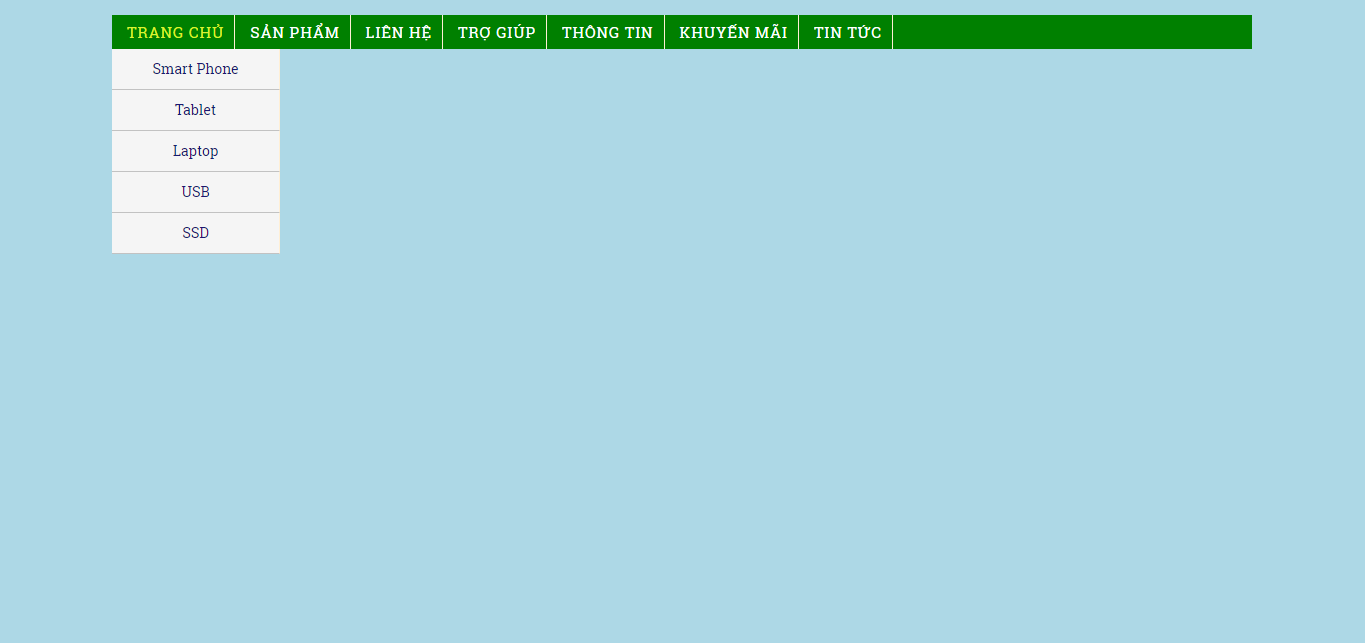 TRANG CHỦ SẢN PHẨM LIÊN HỆ TRỢ GIÚP THÔNG TIN KHUYẾN MÃI TIN TỨC
Smart Phone
Tablet
Laptop
USB
SSD